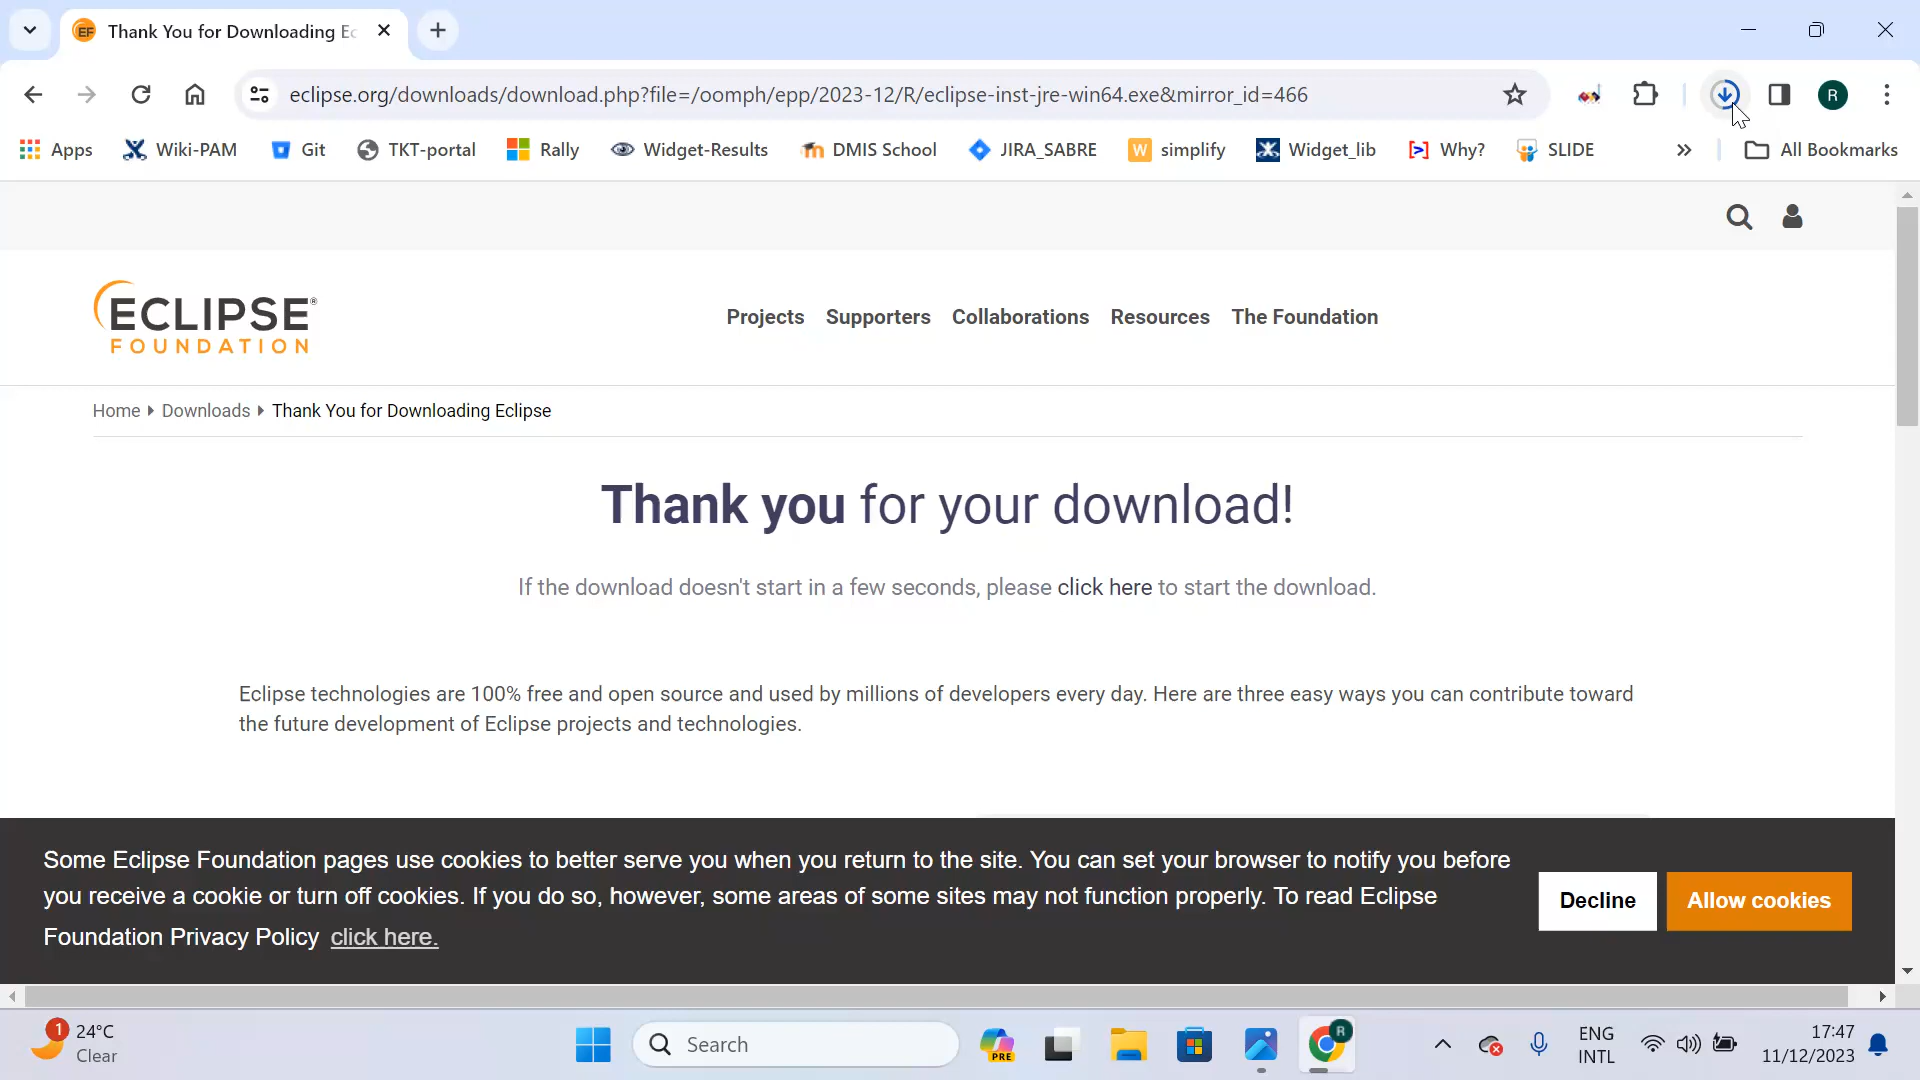 Thank You for Downloading Ec
eclipse.org/downloads/download.php?file=/oomph/epp/2023-12/R/eclipse-inst-jre-win64.exe&mirror_id=466
R
Apps Wiki-PAM Git TKT-portal Rally Widget-Results DMIS School JIRA_SABRE simplify Widget_lib Why? SLIDE » All Bookmarks
ECLIPSE®
FOUNDATION
Projects Supporters Collaborations Resources The Foundation
Home Downloads Thank You for Downloading Eclipse
Thank you for your download!
If the download doesn't start in a few seconds, please click here to start the download.
Eclipse technologies are 100% free and open source and used by millions of developers every day. Here are three easy ways you can contribute toward
the future development of Eclipse projects and technologies.
Some Eclipse Foundation pages use cookies to better serve you when you return to the site. You can set your browser to notify you before
you receive a cookie or turn off cookies. If you do so, however, some areas of some sites may not function properly. To read Eclipse
Foundation Privacy Policy click here.
Decline Allow cookies
1 24°C
Clear
Search
PRE
R
ENG
INTL
17:47
11/12/2023